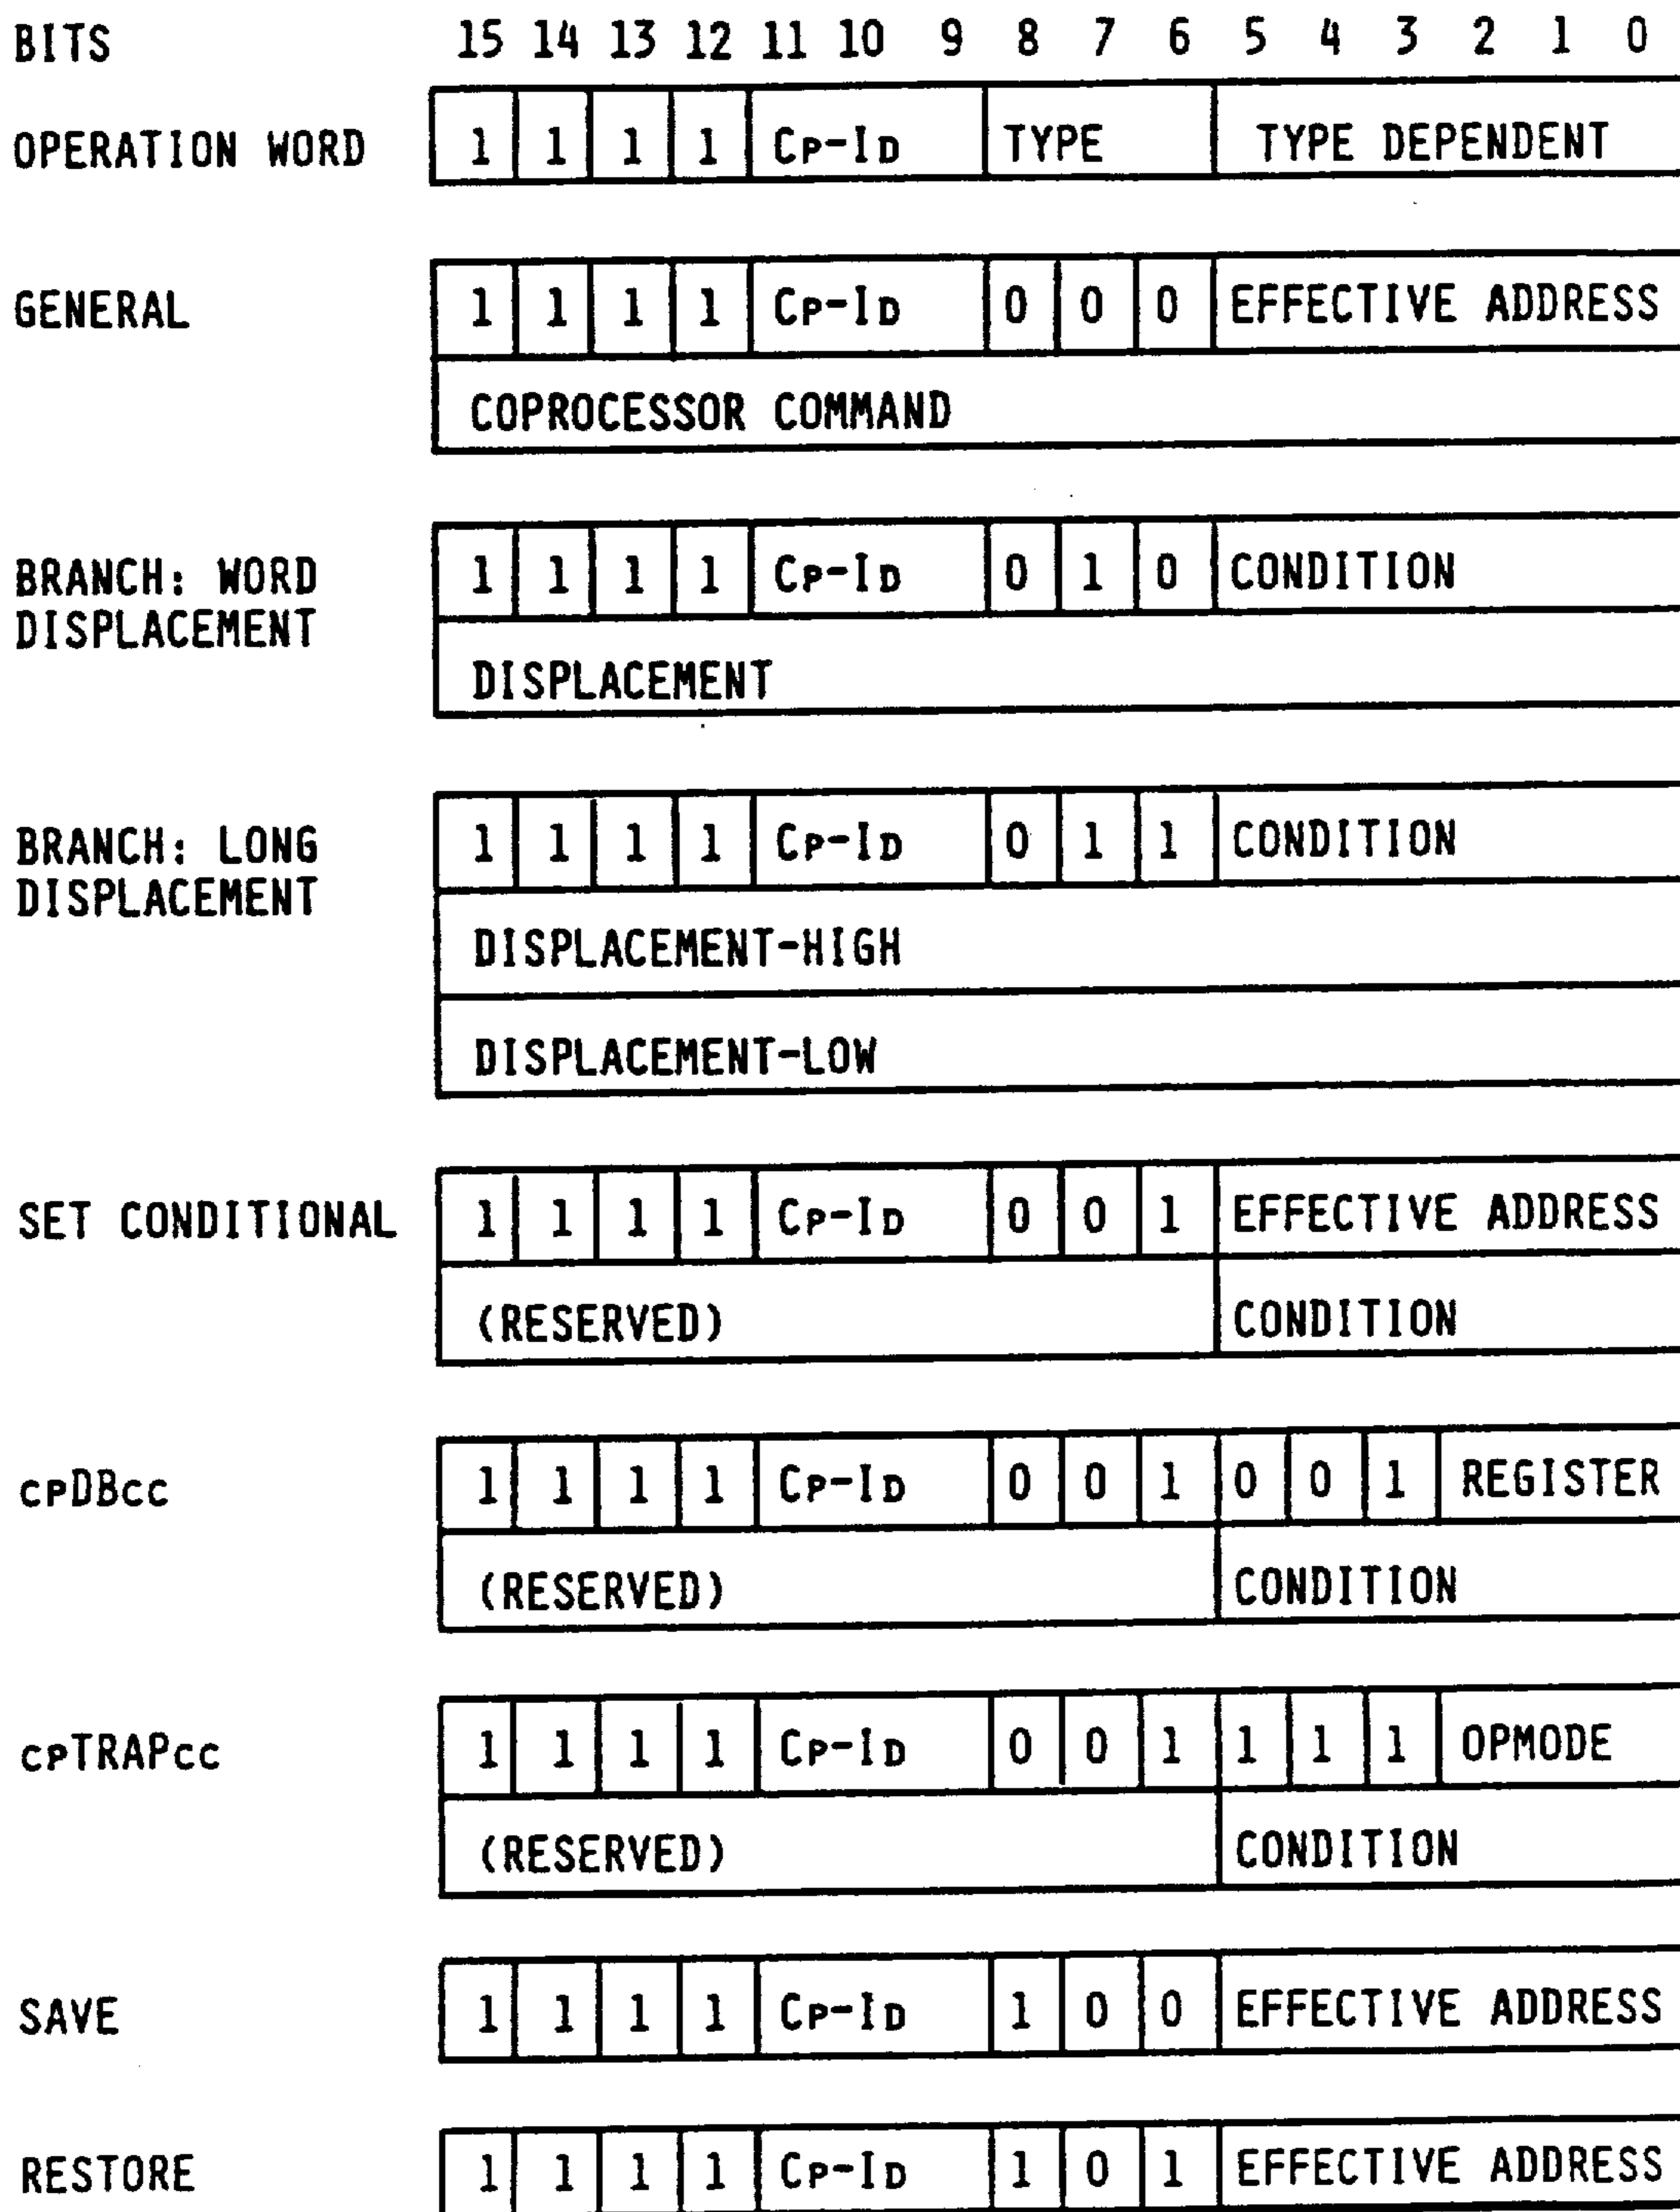 BITS 15 14 13 12 11 10 9 8 7 6 5 4 3 2 1 0
OPERATION WORD 1 1 1 1 Cp-Id TYPE TYPE DEPENDENT
GENERAL 1 1 1 1 Cp-Id 0 0 0 EFFECTIVE ADDRESS
COPROCESSOR COMMAND
BRANCH: WORD 1 1 1 1 Cp-Id 0 1 0 CONDITION
DISPLACEMENT
DISPLACEMENT
BRANCH: LONG 1 1 1 1 Cp-Id 0 1 1 CONDITION
DISPLACEMENT
DISPLACEMENT-HIGH
DISPLACEMENT-LOW
SET CONDITIONAL 1 1 1 1 Cp-Id 0 0 1 EFFECTIVE ADDRESS
(RESERVED) CONDITION
cpDBcc 1 1 1 1 Cp-Id 0 0 1 0 0 1 REGISTER
(RESERVED) CONDITION
cpTRAPcc 1 1 1 1 Cp-Id 0 0 1 1 1 1 OPMODE
(RESERVED) CONDITION
SAVE 1 1 1 1 Cp-Id 1 0 0 EFFECTIVE ADDRESS
RESTORE 1 1 1 1 Cp-Id 1 0 1 EFFECTIVE ADDRESS